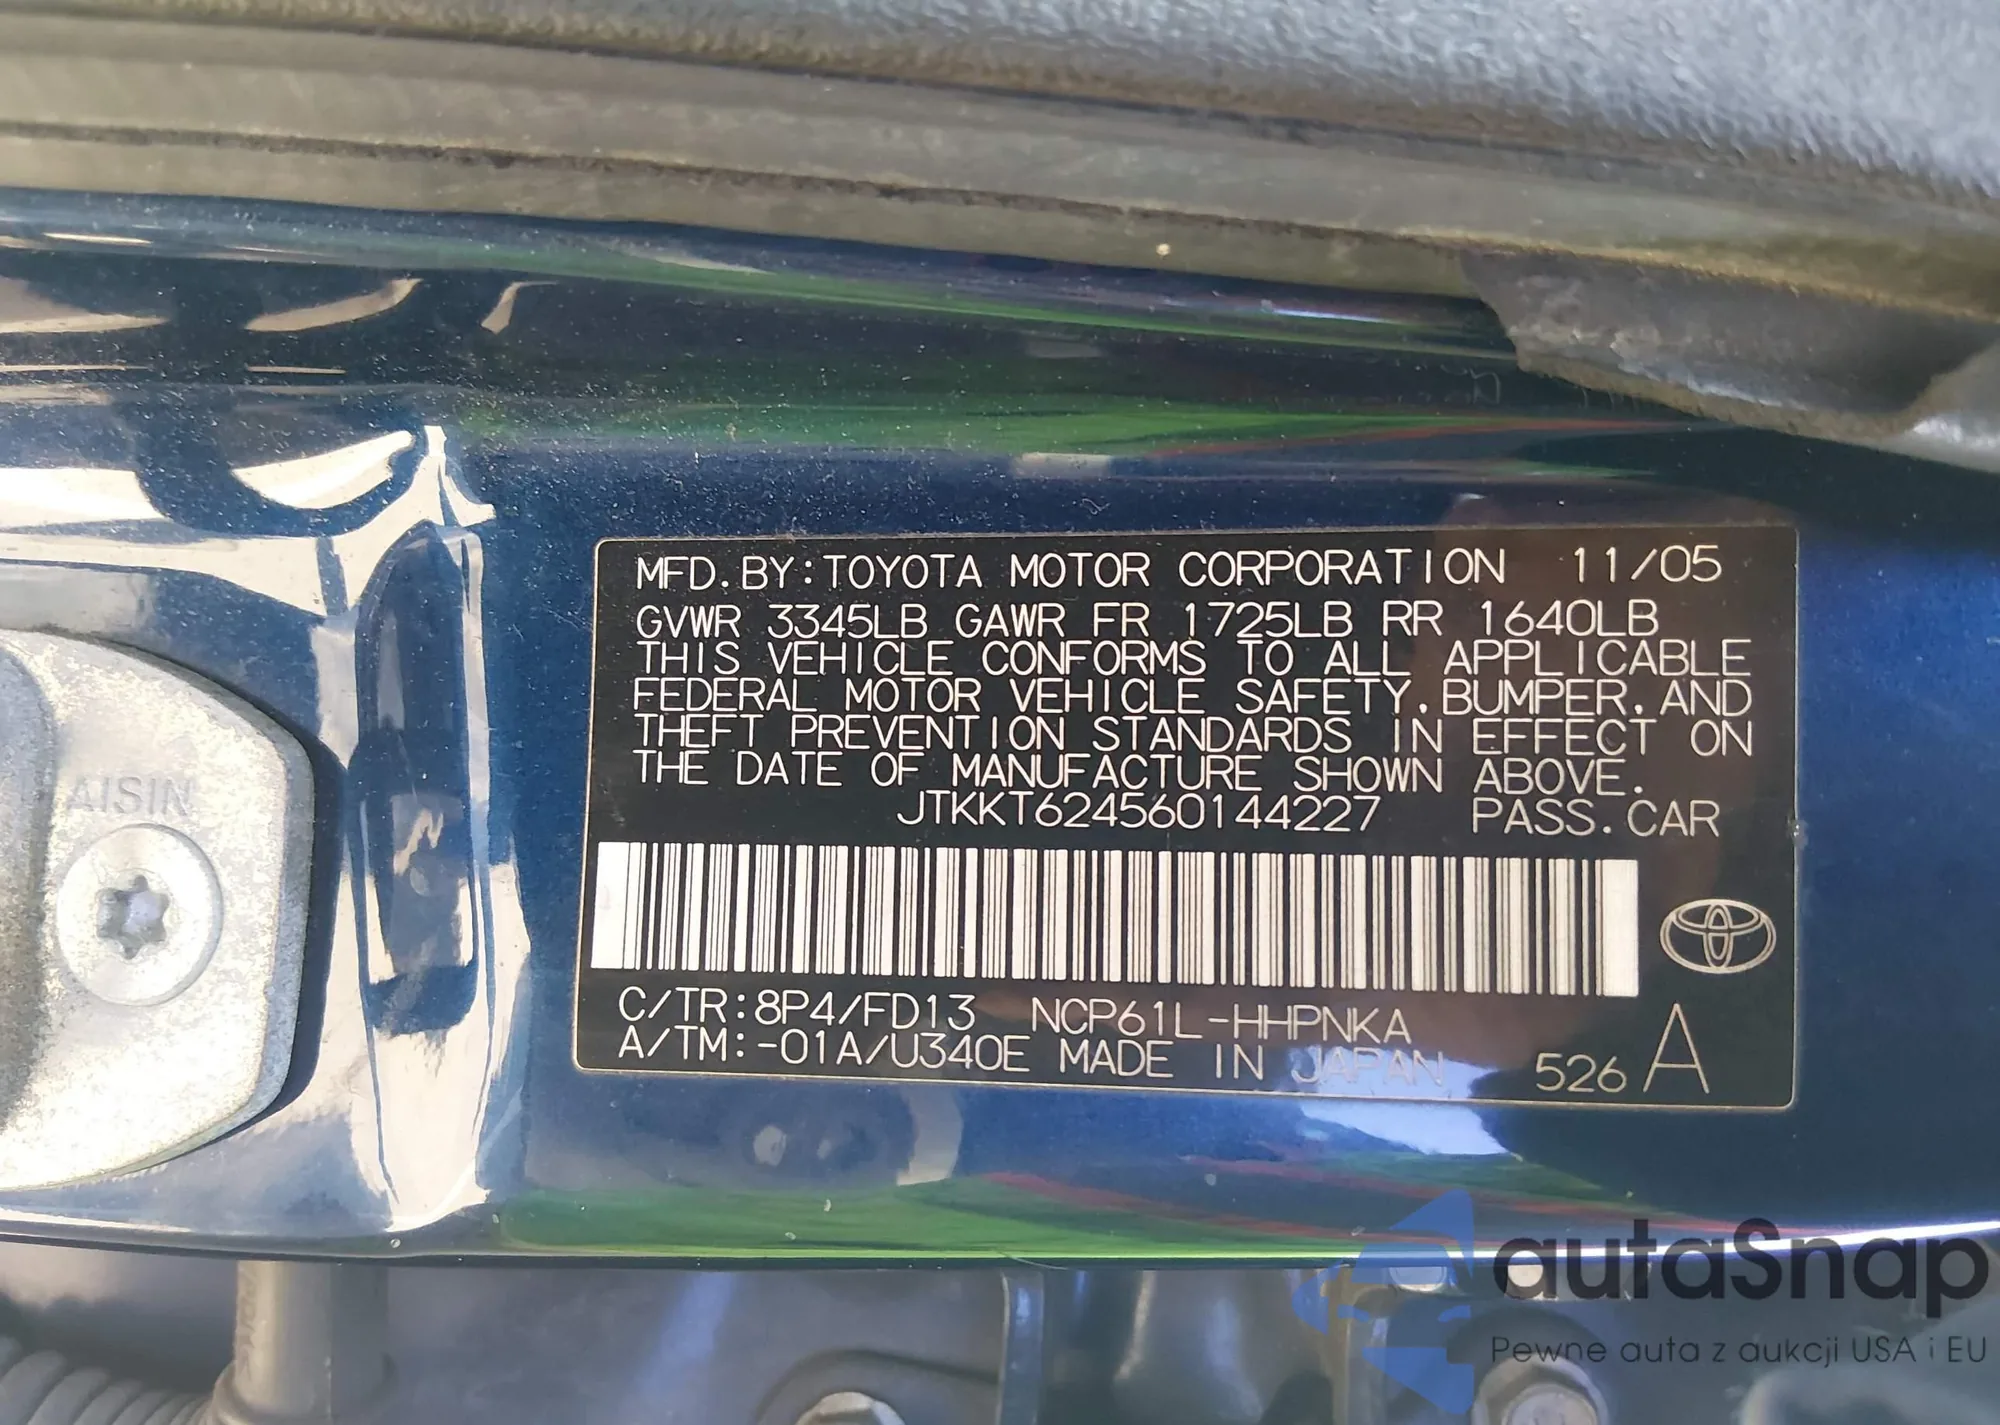 MFD.BY:TOYOTA MOTOR CORPORATION 11/05
GVWR 3345LB GAWR FR 1725LB RR 1640LB
THIS VEHICLE CONFORMS TO ALL APPLICABLE
FEDERAL MOTOR VEHICLE SAFETY,BUMPER,AND
THEFT PREVENTION STANDARDS IN EFFECT ON
THE DATE OF MANUFACTURE SHOWN ABOVE.
JTKKT624560144227 PASS.CAR
C/TR:8P4/FD13 NCP61L-HHPNKA
A/TM:-01A/U340E MADE IN JAPAN 526 A
AISIN
autaSnap
Pewne auta z aukcji USA i EU